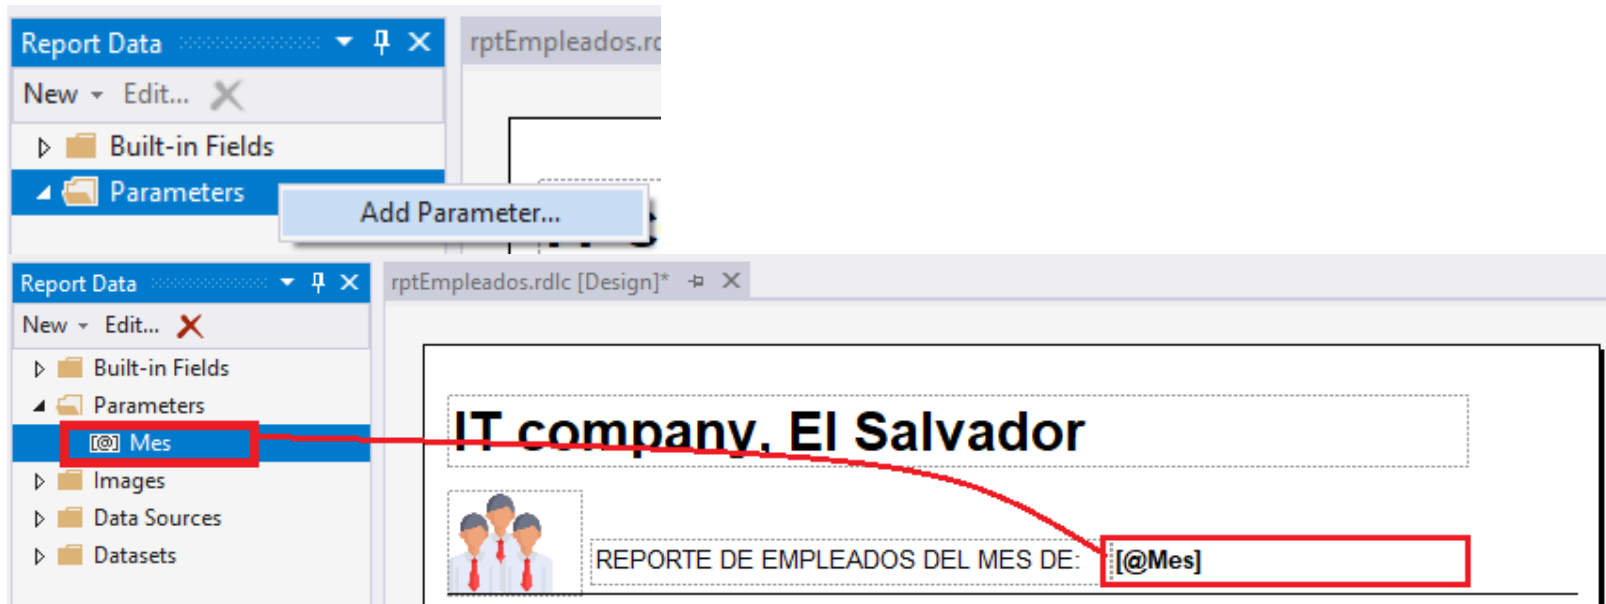 Report Data
rptEmpleados.rd
New Edit...
Built-in Fields
Parameters
Add Parameter...
Report Data
rptEmpleados.rdlc [Design]*
New Edit...
Built-in Fields
Parameters
[@] Mes
Images
Data Sources
Datasets
IT company, El Salvador
REPORTE DE EMPLEADOS DEL MES DE: [@Mes]